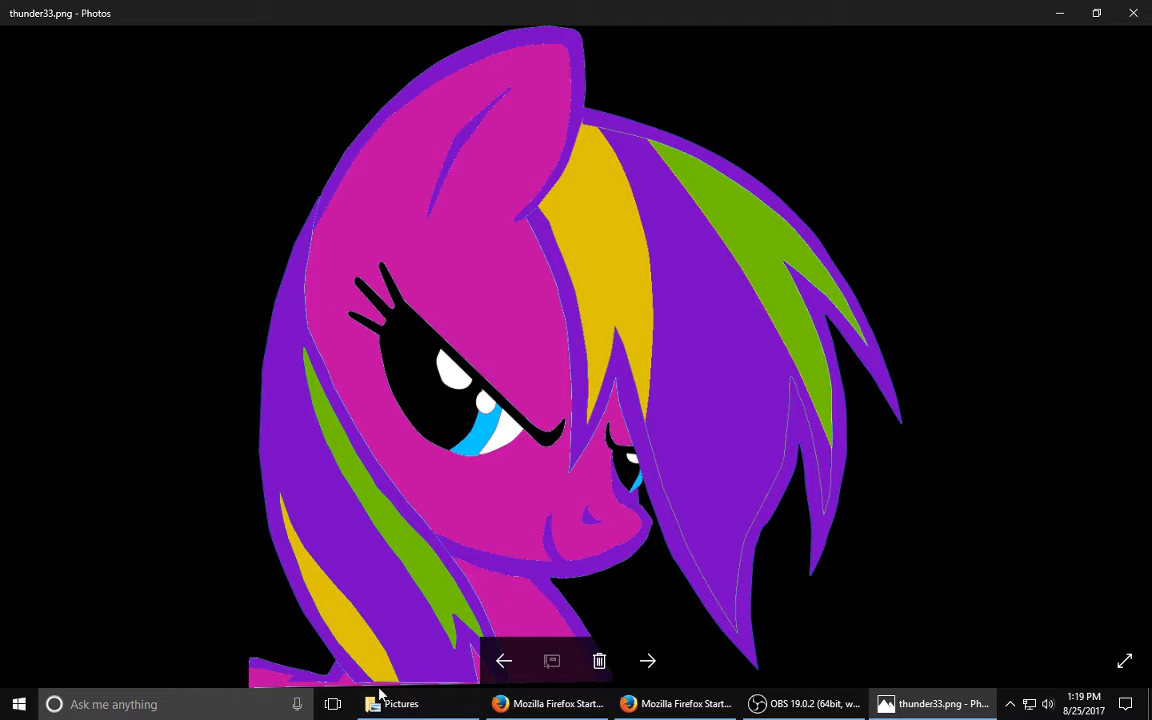 thunder33.png - Photos
Ask me anything
Pictures
Mozilla Firefox Start...
Mozilla Firefox Start...
OBS 19.0.2 (64bit, w...
thunder33.png - Ph...
1:19 PM
8/25/2017